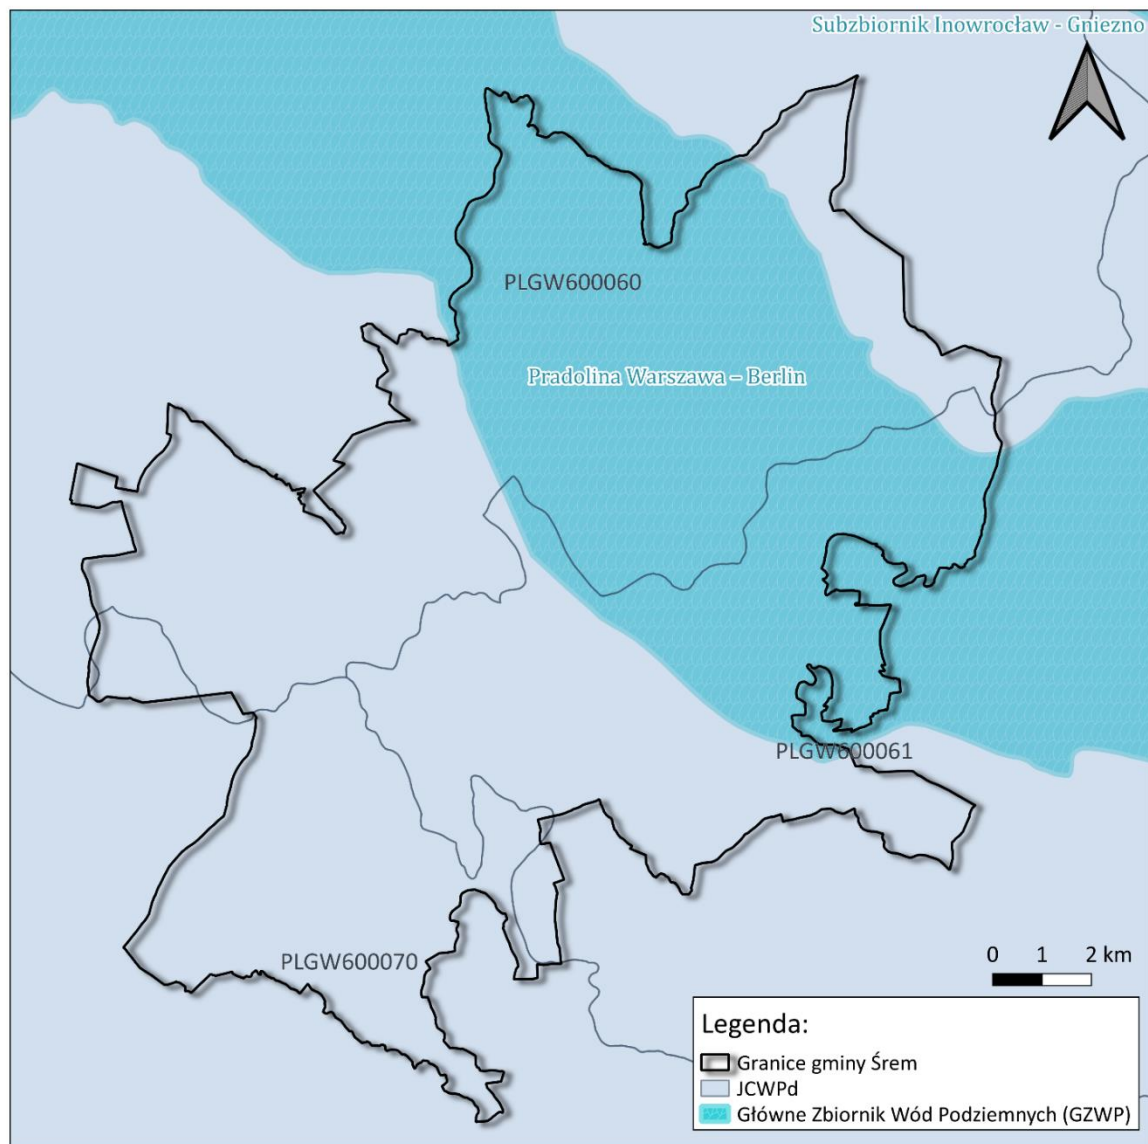 Subzbiornik Inowrocław - Gniezno
PLGW600060
Pradolina Warszawa – Berlin
PLGW600061
PLGW600070
0 1 2 km
Legenda:
Granice gminy Śrem
JCWPd
Główne Zbiornik Wód Podziemnych (GZWP)